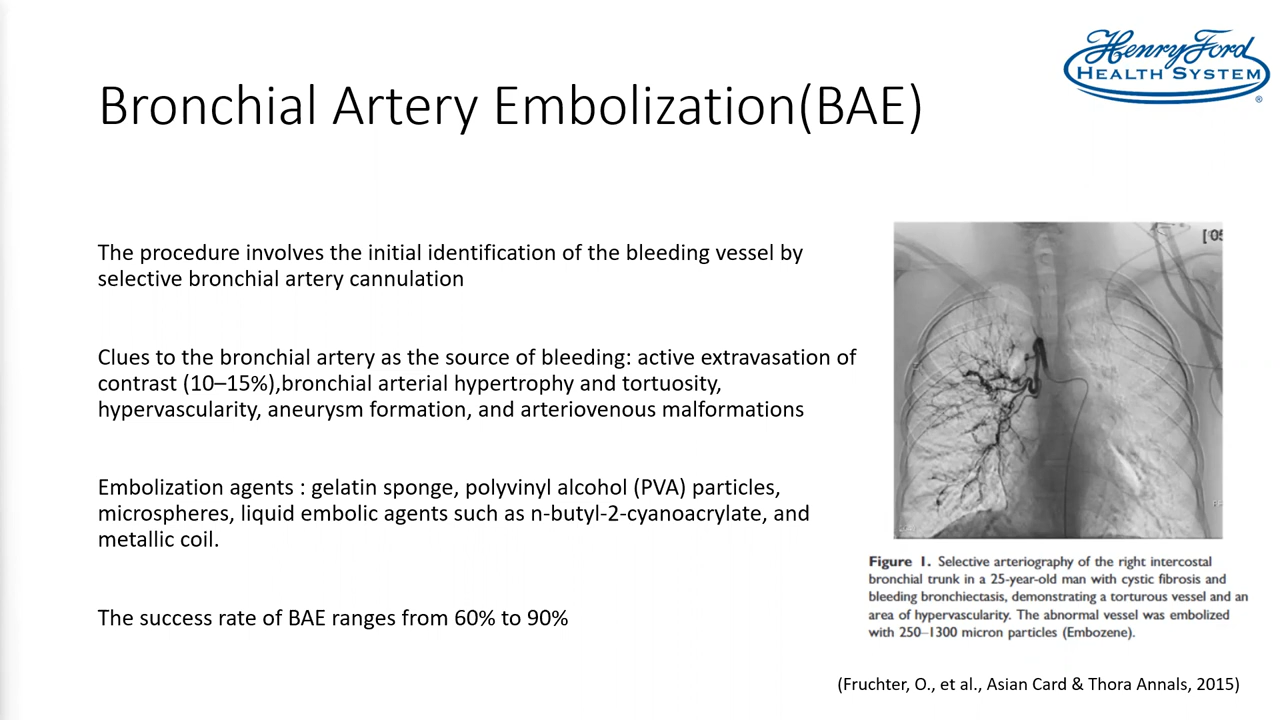 Henry Ford
HEALTH SYSTEM
®
Bronchial Artery Embolization(BAE)
The procedure involves the initial identification of the bleeding vessel by
selective bronchial artery cannulation
Clues to the bronchial artery as the source of bleeding: active extravasation of
contrast (10–15%),bronchial arterial hypertrophy and tortuosity,
hypervascularity, aneurysm formation, and arteriovenous malformations
Embolization agents : gelatin sponge, polyvinyl alcohol (PVA) particles,
microspheres, liquid embolic agents such as n-butyl-2-cyanoacrylate, and
metallic coil.
The success rate of BAE ranges from 60% to 90%
Figure 1. Selective arteriography of the right intercostal
bronchial trunk in a 25-year-old man with cystic fibrosis and
bleeding bronchiectasis, demonstrating a torturous vessel and an
area of hypervascularity. The abnormal vessel was embolized
with 250–1300 micron particles (Embozene).
(Fruchter, O., et al., Asian Card & Thora Annals, 2015)